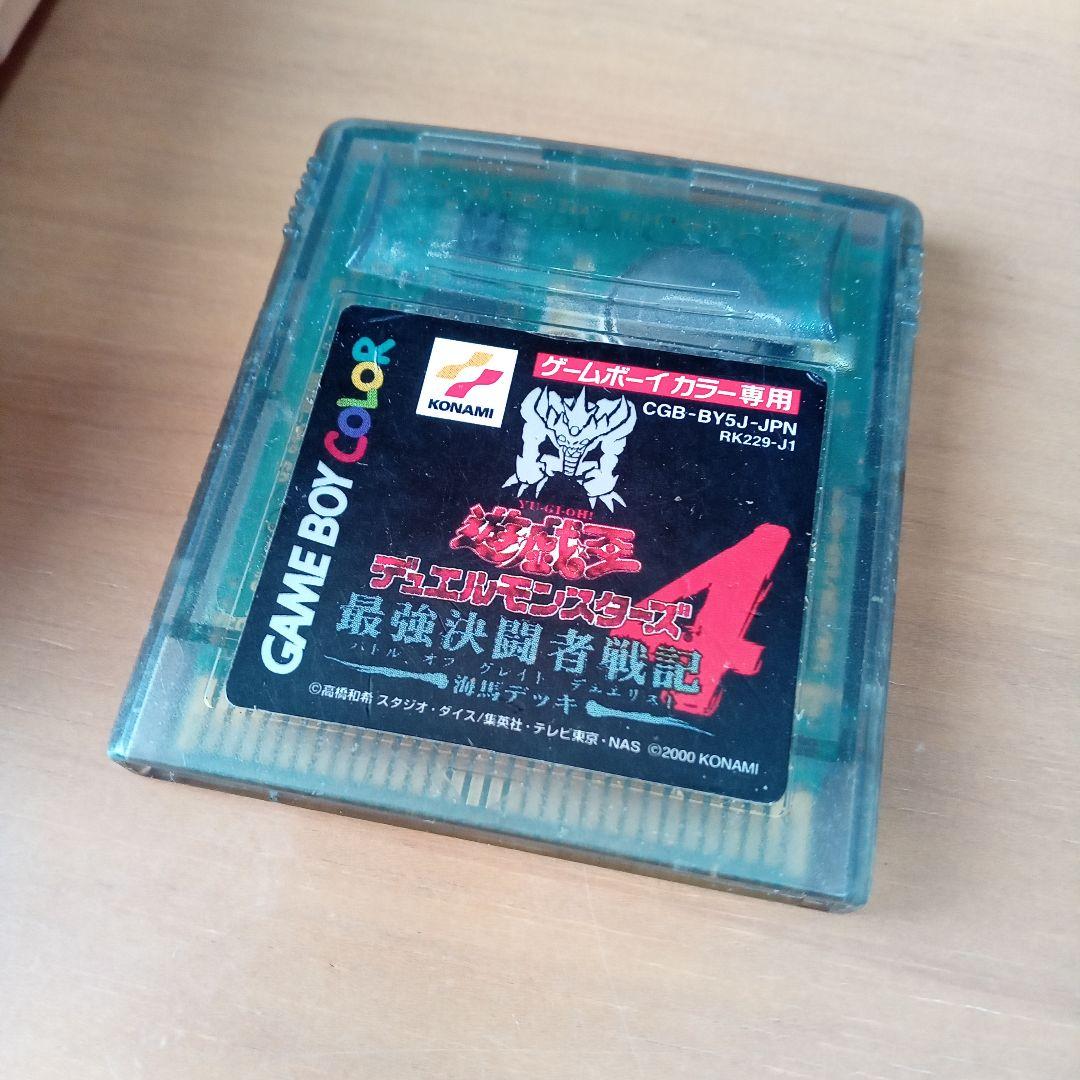 GAME BOY COLOR
KONAMI
ゲームボーイカラー専用
CGB-BY5J-JPN
RK229-J1
YU-GI-OH!
遊戯王
デュエルモンスターズ
4
最強決闘者戦記
バトル オブ グレイト デュエリスト
海馬デッキ
©高橋和希 スタジオ・ダイス/集英社・テレビ東京・NAS ©2000 KONAMI